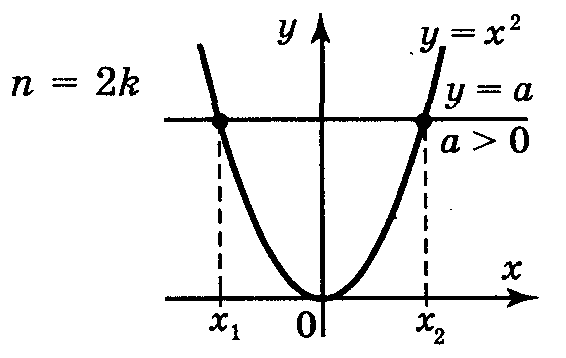 y
y = x²
n = 2k
y = a
a > 0
x
x₁
0
x₂